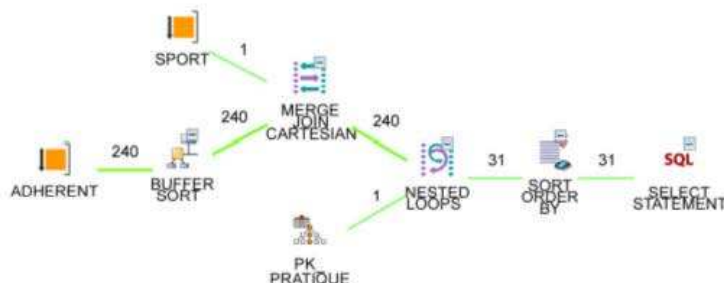 SPORT
1
MERGE
JOIN
CARTESIAN
240
240
240
ADHERENT
BUFFER
SORT
NESTED
LOOPS
31
SORT
ORDER
BY
31
SQL
SELECT
STATEMENT
1
PK_
PRATIQUE